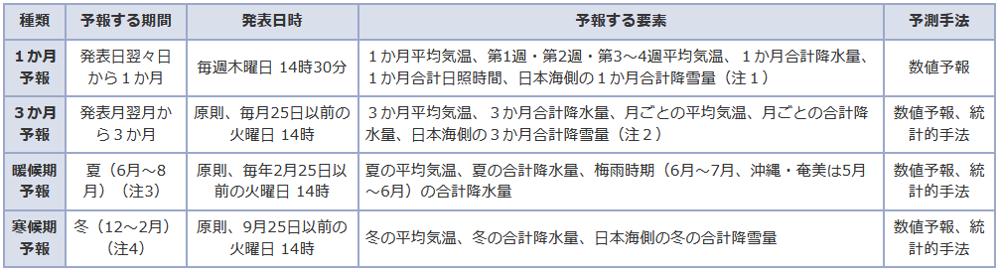 種類 予報する期間 発表日時 予報する要素 予測手法
1か月
予報
発表日翌々日
から1か月
毎週木曜日 14時30分
1か月平均気温、第1週・第2週・第3~4週平均気温、1か月合計降水量、
1か月合計日照時間、日本海側の1か月合計降雪量(注1)
数値予報
3か月
予報
発表月翌月か
ら3か月
原則、毎月25日以前の
火曜日 14時
3か月平均気温、3か月合計降水量、月ごとの平均気温、月ごとの合計降
水量、日本海側の3か月合計降雪量(注2)
数値予報、統
計的手法
暖候期
予報
夏(6月~8
月)(注3)
原則、毎年2月25日以
前の火曜日 14時
夏の平均気温、夏の合計降水量、梅雨時期(6月~7月、沖縄・奄美は5月
~6月)の合計降水量
数値予報、統
計的手法
寒候期
予報
冬(12~2月)
(注4)
原則、9月25日以前の
火曜日 14時
冬の平均気温、冬の合計降水量、日本海側の冬の合計降雪量
数値予報、統
計的手法